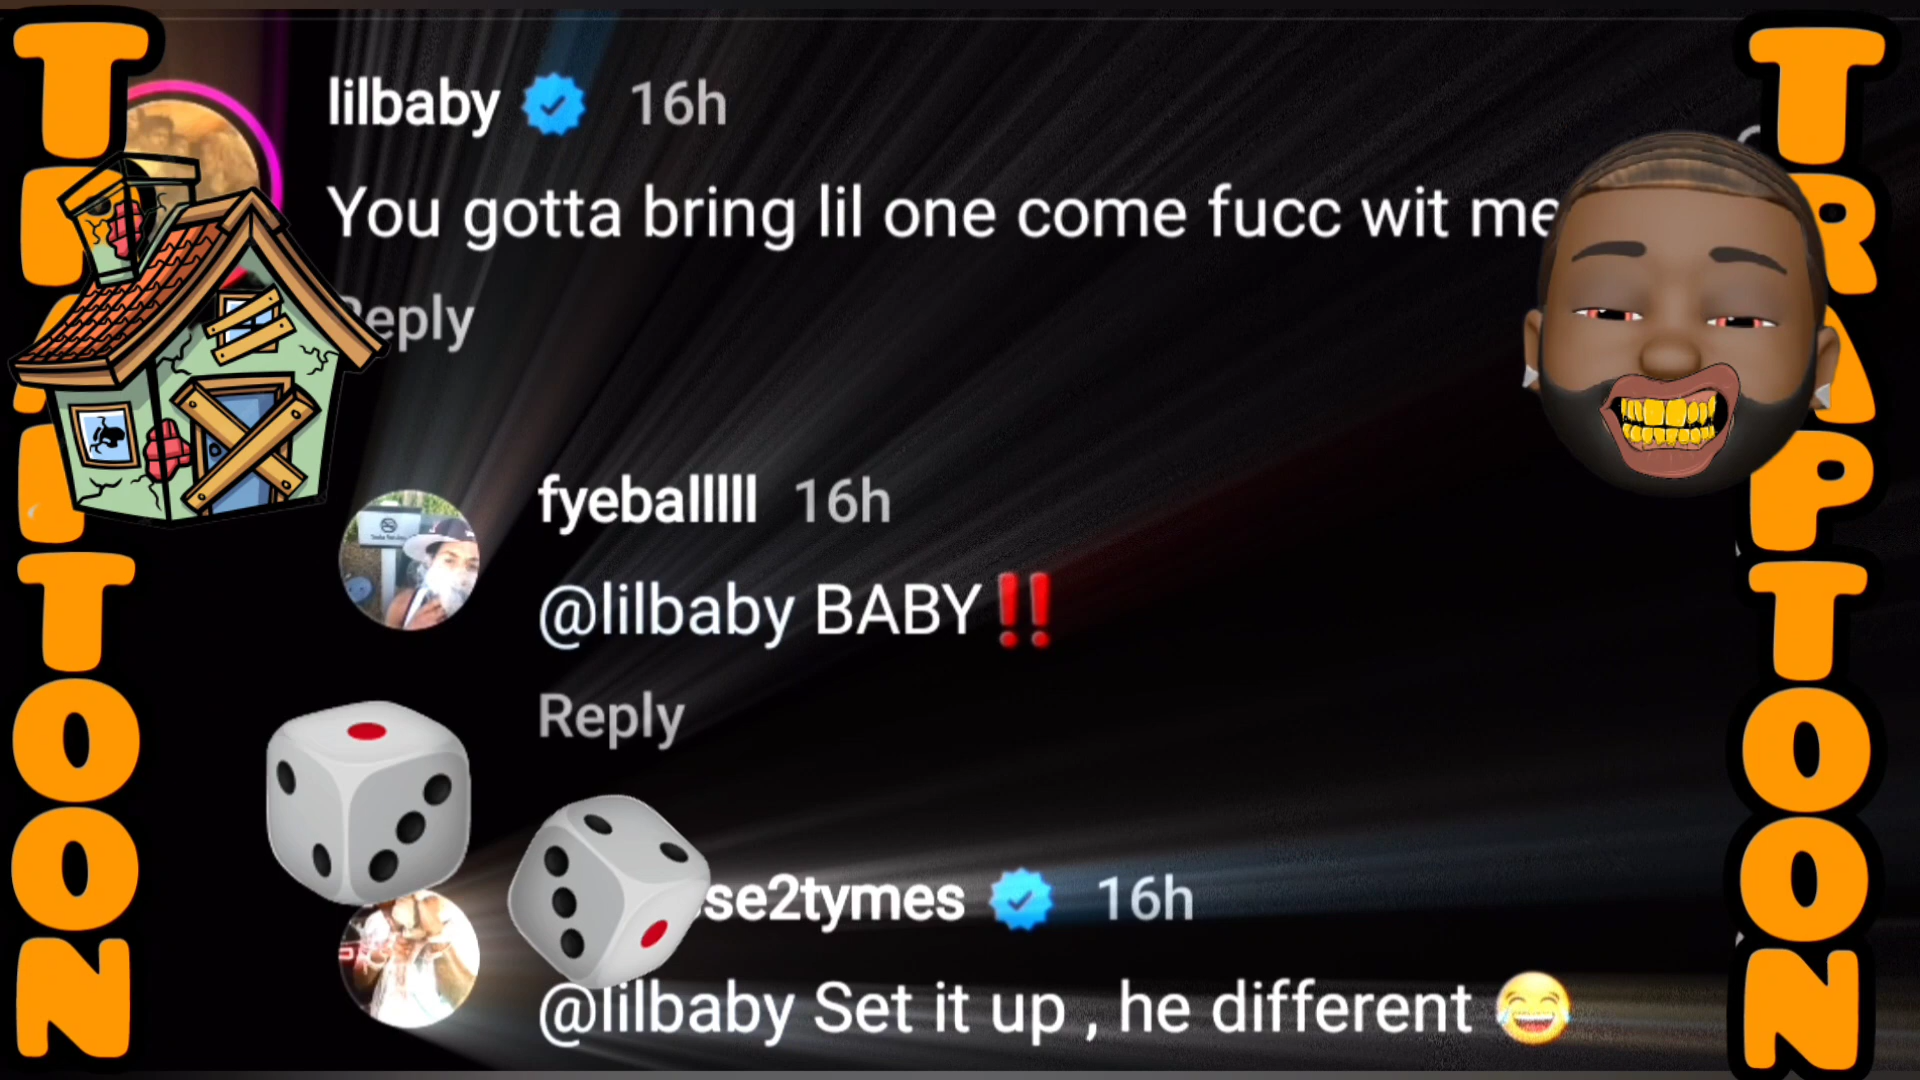 TRAPTOON
lilbaby 16h
You gotta bring lil one come fucc wit me
Reply
fyeballlll 16h
@lilbaby BABY‼️
Reply
se2tymes 16h
@lilbaby Set it up , he different 😂
TRAPTOON